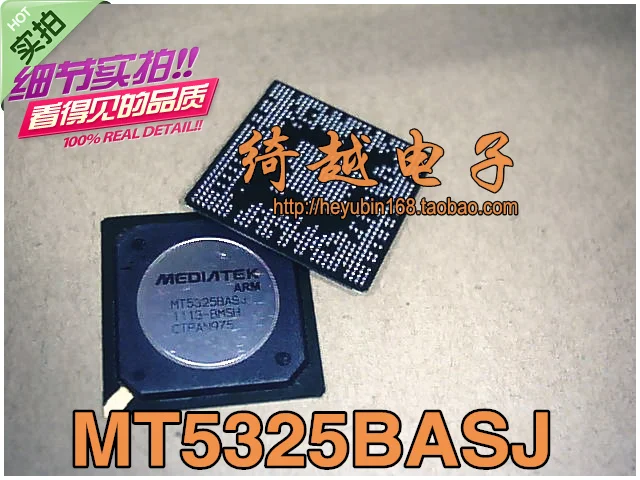 HOT
实拍
细节实拍!!
看得见的品质
100% REAL DETAIL!!
绮越电子
http://heyubin168.taobao.com
MEDIATEK
ARM
MT5325BASJ
1113-BMSH
CTPAN975
MT5325BASJ